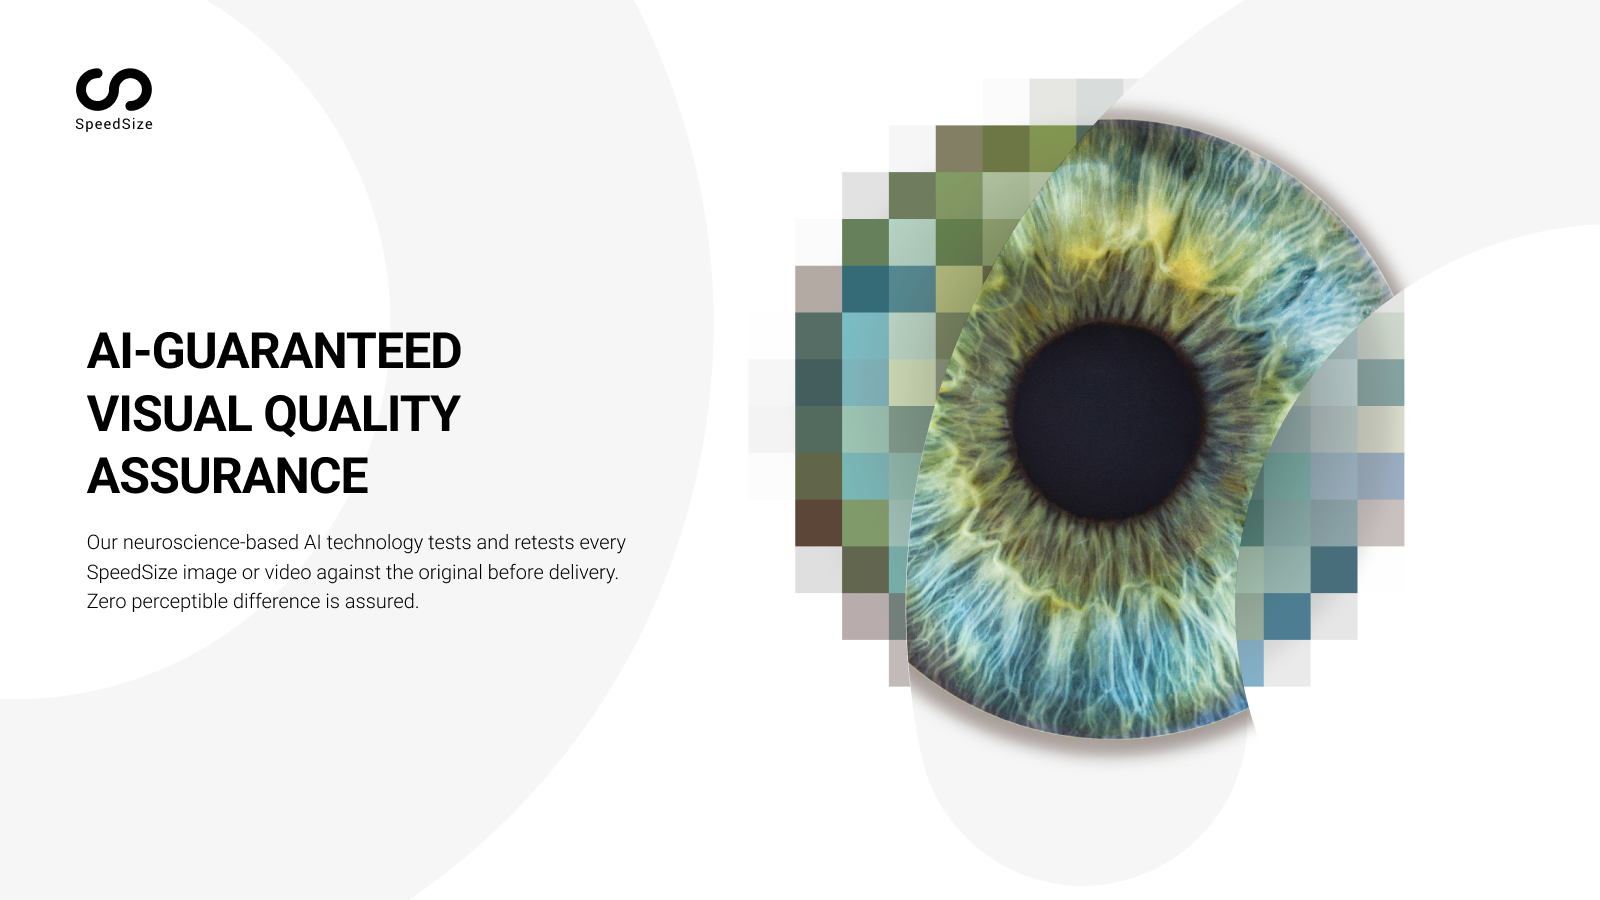 SpeedSize
AI-GUARANTEED
VISUAL QUALITY
ASSURANCE
Our neuroscience-based AI technology tests and retests every
SpeedSize image or video against the original before delivery.
Zero perceptible difference is assured.